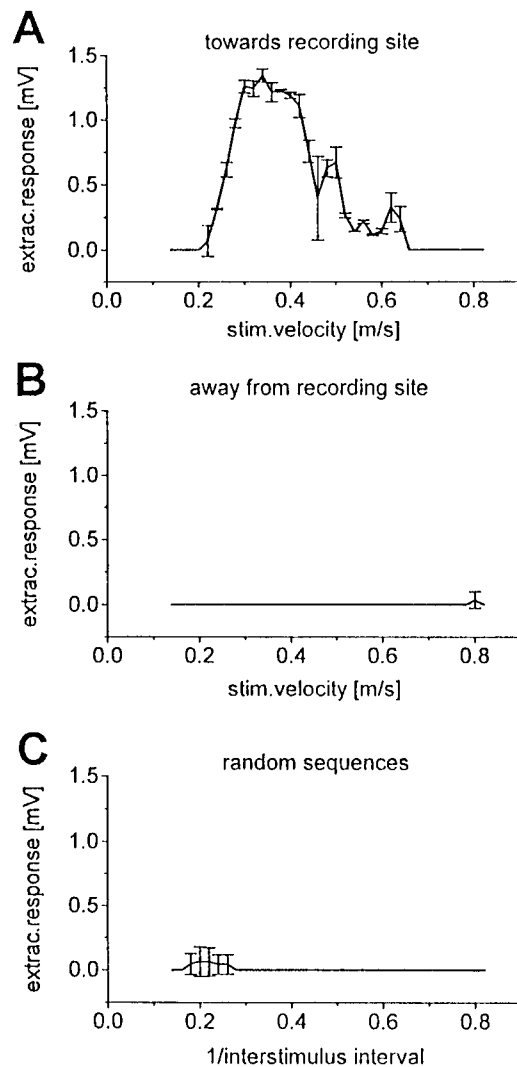 A
towards recording site
extrac.response [mV]
1.5
1.0
0.5
0.0
0.0 0.2 0.4 0.6 0.8
stim.velocity [m/s]
B
away from recording site
extrac.response [mV]
1.5
1.0
0.5
0.0
0.0 0.2 0.4 0.6 0.8
stim.velocity [m/s]
C
random sequences
extrac.response [mV]
1.5
1.0
0.5
0.0
0.0 0.2 0.4 0.6 0.8
1/interstimulus interval